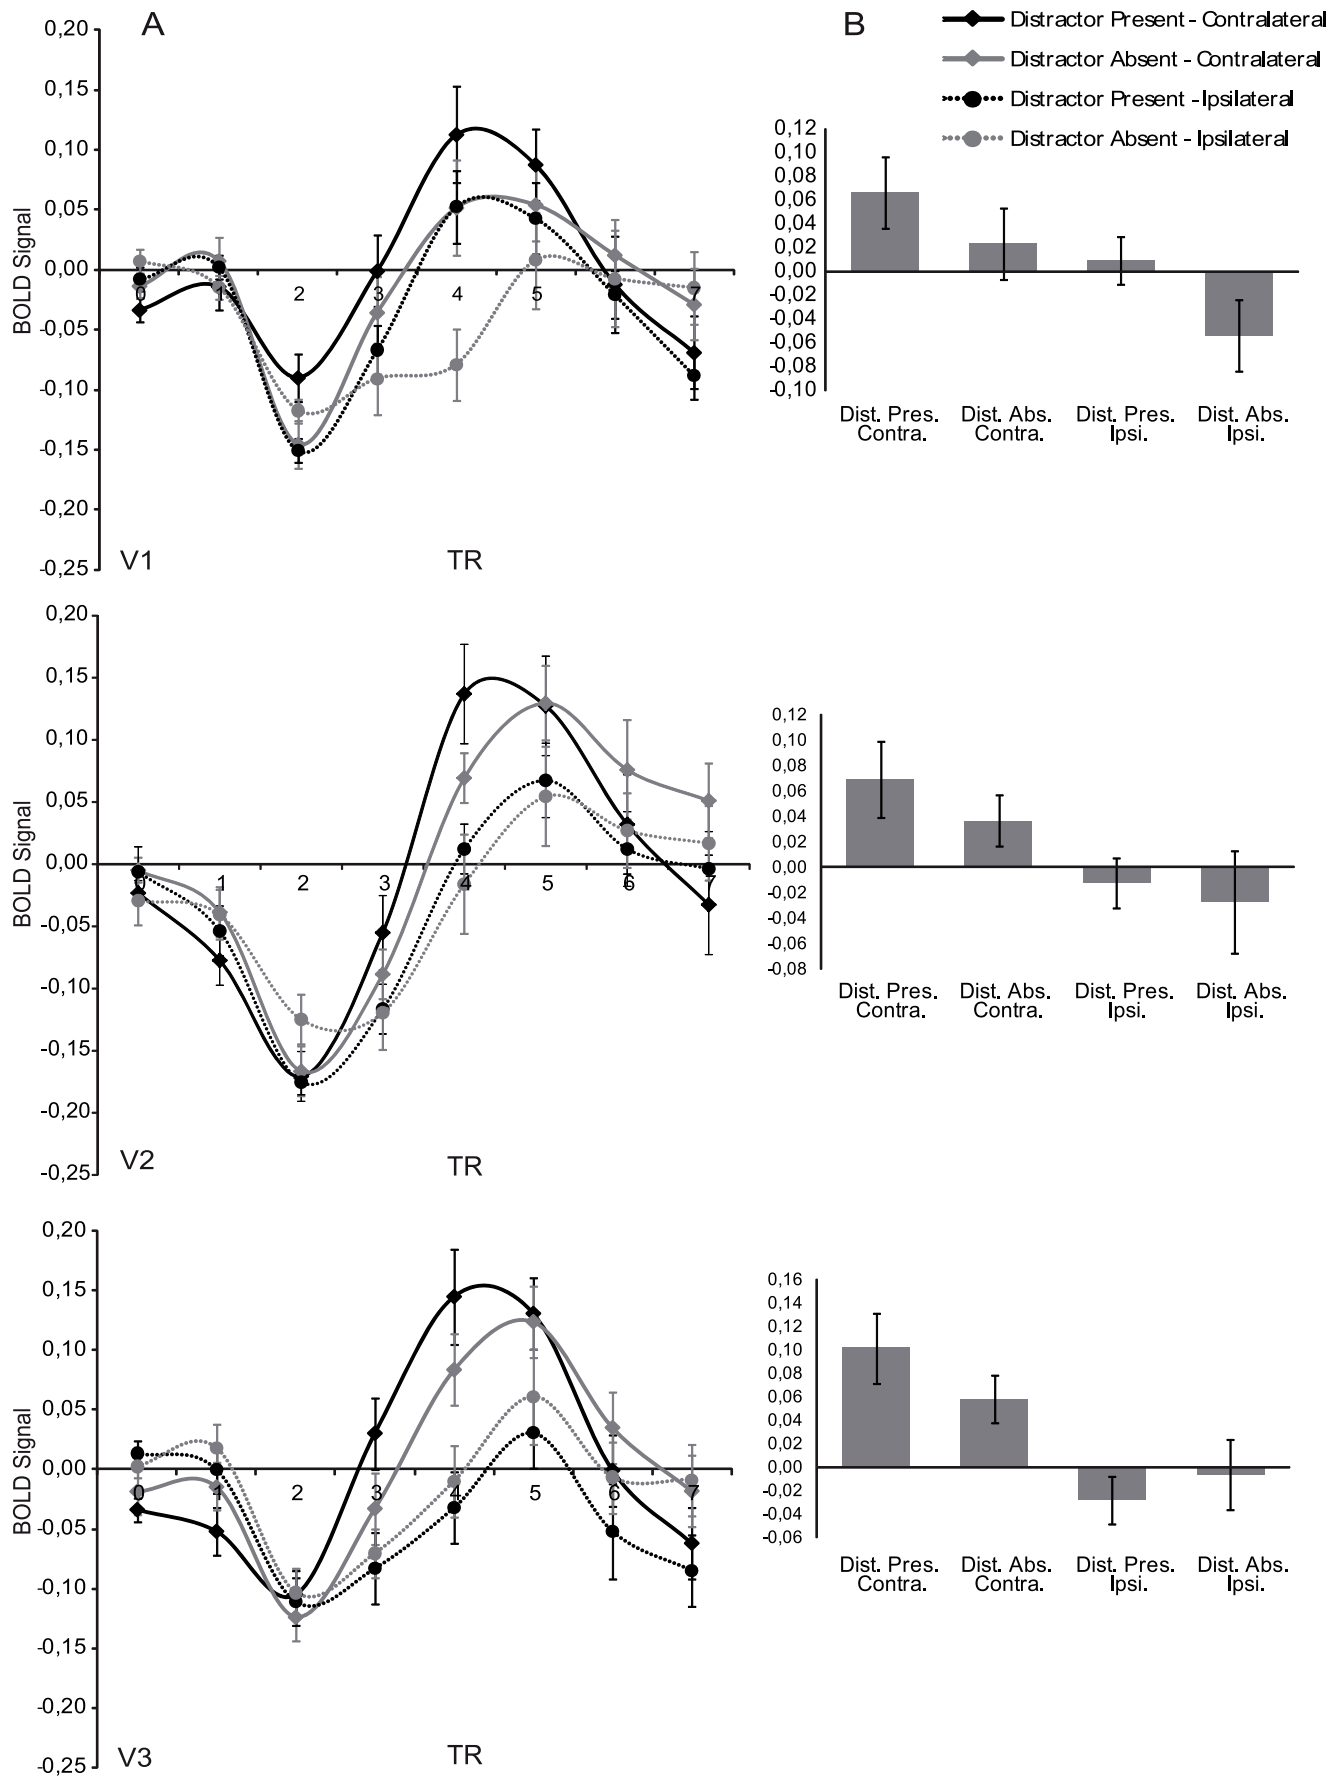 A
B
Distractor Present - Contralateral
Distractor Absent - Contralateral
Distractor Present - Ipsilateral
Distractor Absent - Ipsilateral
BOLD Signal
0,20
0,15
0,10
0,05
0,00
-0,05
-0,10
-0,15
-0,20
-0,25
0 1 2 3 4 5 6 7
V1
TR
0,12
0,10
0,08
0,06
0,04
0,02
0,00
-0,02
-0,04
-0,06
-0,08
-0,10
Dist. Pres. Dist. Abs. Dist. Pres. Dist. Abs.
Contra. Contra. Ipsi. Ipsi.
BOLD Signal
0,20
0,15
0,10
0,05
0,00
-0,05
-0,10
-0,15
-0,20
-0,25
0 1 2 3 4 5 6 7
V2
TR
0,12
0,10
0,08
0,06
0,04
0,02
0,00
-0,02
-0,04
-0,06
-0,08
Dist. Pres. Dist. Abs. Dist. Pres. Dist. Abs.
Contra. Contra. Ipsi. Ipsi.
BOLD Signal
0,20
0,15
0,10
0,05
0,00
-0,05
-0,10
-0,15
-0,20
-0,25
0 1 2 3 4 5 6 7
V3
TR
0,16
0,14
0,12
0,10
0,08
0,06
0,04
0,02
0,00
-0,02
-0,04
-0,06
Dist. Pres. Dist. Abs. Dist. Pres. Dist. Abs.
Contra. Contra. Ipsi. Ipsi.